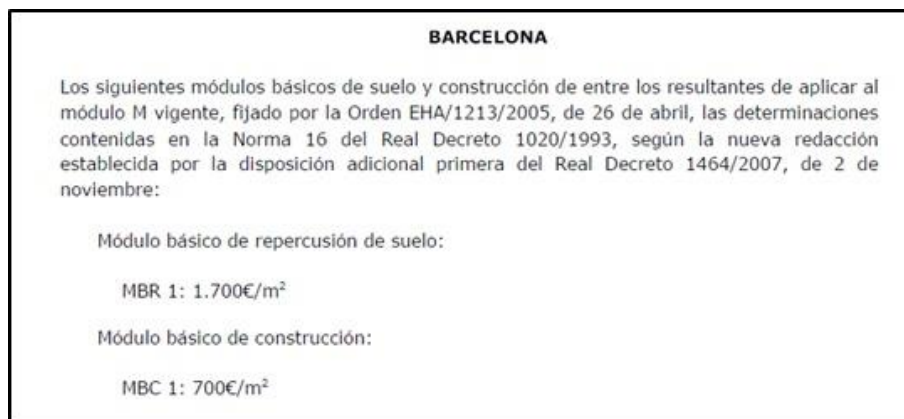 BARCELONA
Los siguientes módulos básicos de suelo y construcción de entre los resultantes de aplicar al
módulo M vigente, fijado por la Orden EHA/1213/2005, de 26 de abril, las determinaciones
contenidas en la Norma 16 del Real Decreto 1020/1993, según la nueva redacción
establecida por la disposición adicional primera del Real Decreto 1464/2007, de 2 de
noviembre:
Módulo básico de repercusión de suelo:
MBR 1: 1.700€/m²
Módulo básico de construcción:
MBC 1: 700€/m²